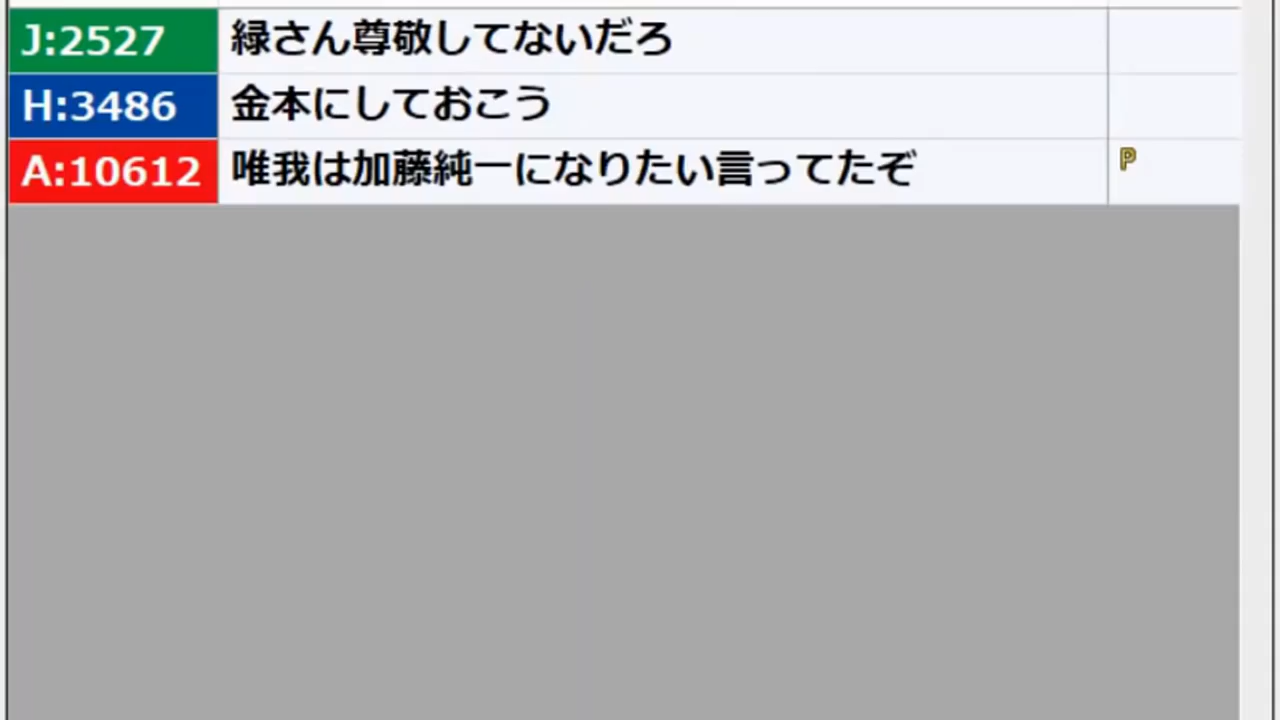 J:2527 緑さん尊敬してないだろ
H:3486 金本にしておこう
A:10612 唯我は加藤純一になりたい言ってたぞ P